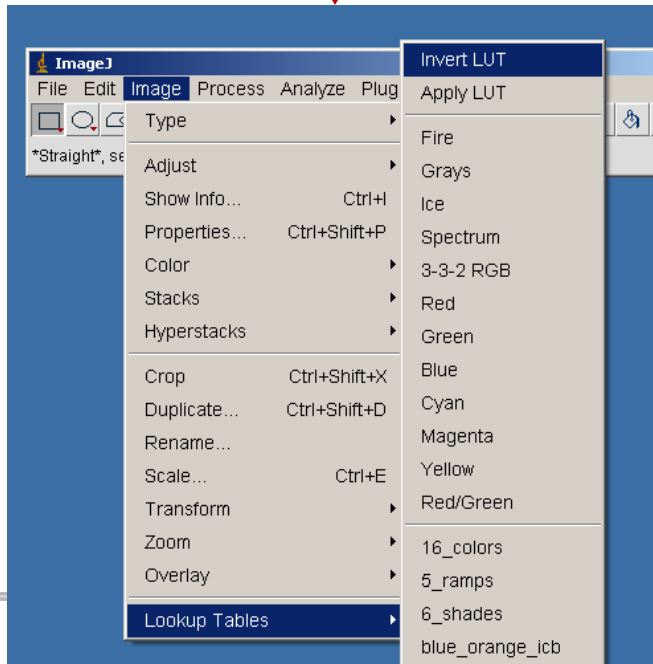 ImageJ
File Edit Image Process Analyze Plug
*Straight*, se
Type
Adjust
Show Info... Ctrl+I
Properties... Ctrl+Shift+P
Color
Stacks
Hyperstacks
Crop Ctrl+Shift+X
Duplicate... Ctrl+Shift+D
Rename...
Scale... Ctrl+E
Transform
Zoom
Overlay
Lookup Tables
Invert LUT
Apply LUT
Fire
Grays
Ice
Spectrum
3-3-2 RGB
Red
Green
Blue
Cyan
Magenta
Yellow
Red/Green
16_colors
5_ramps
6_shades
blue_orange_icb